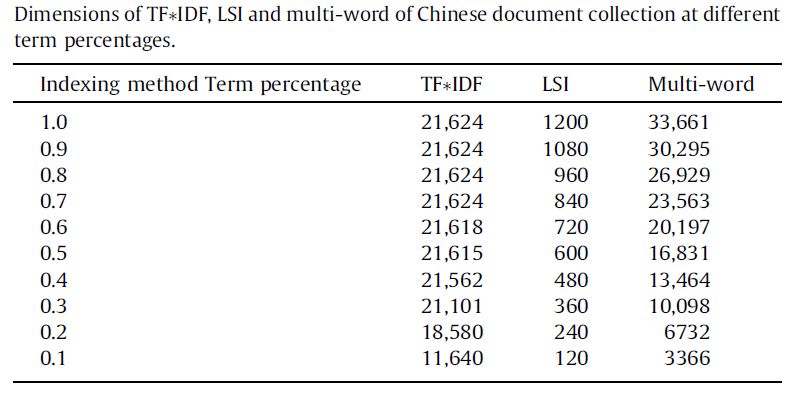 Dimensions of TF∗IDF, LSI and multi-word of Chinese document collection at different
term percentages.
Indexing method Term percentage TF∗IDF LSI Multi-word
1.0 21,624 1200 33,661
0.9 21,624 1080 30,295
0.8 21,624 960 26,929
0.7 21,624 840 23,563
0.6 21,618 720 20,197
0.5 21,615 600 16,831
0.4 21,562 480 13,464
0.3 21,101 360 10,098
0.2 18,580 240 6732
0.1 11,640 120 3366